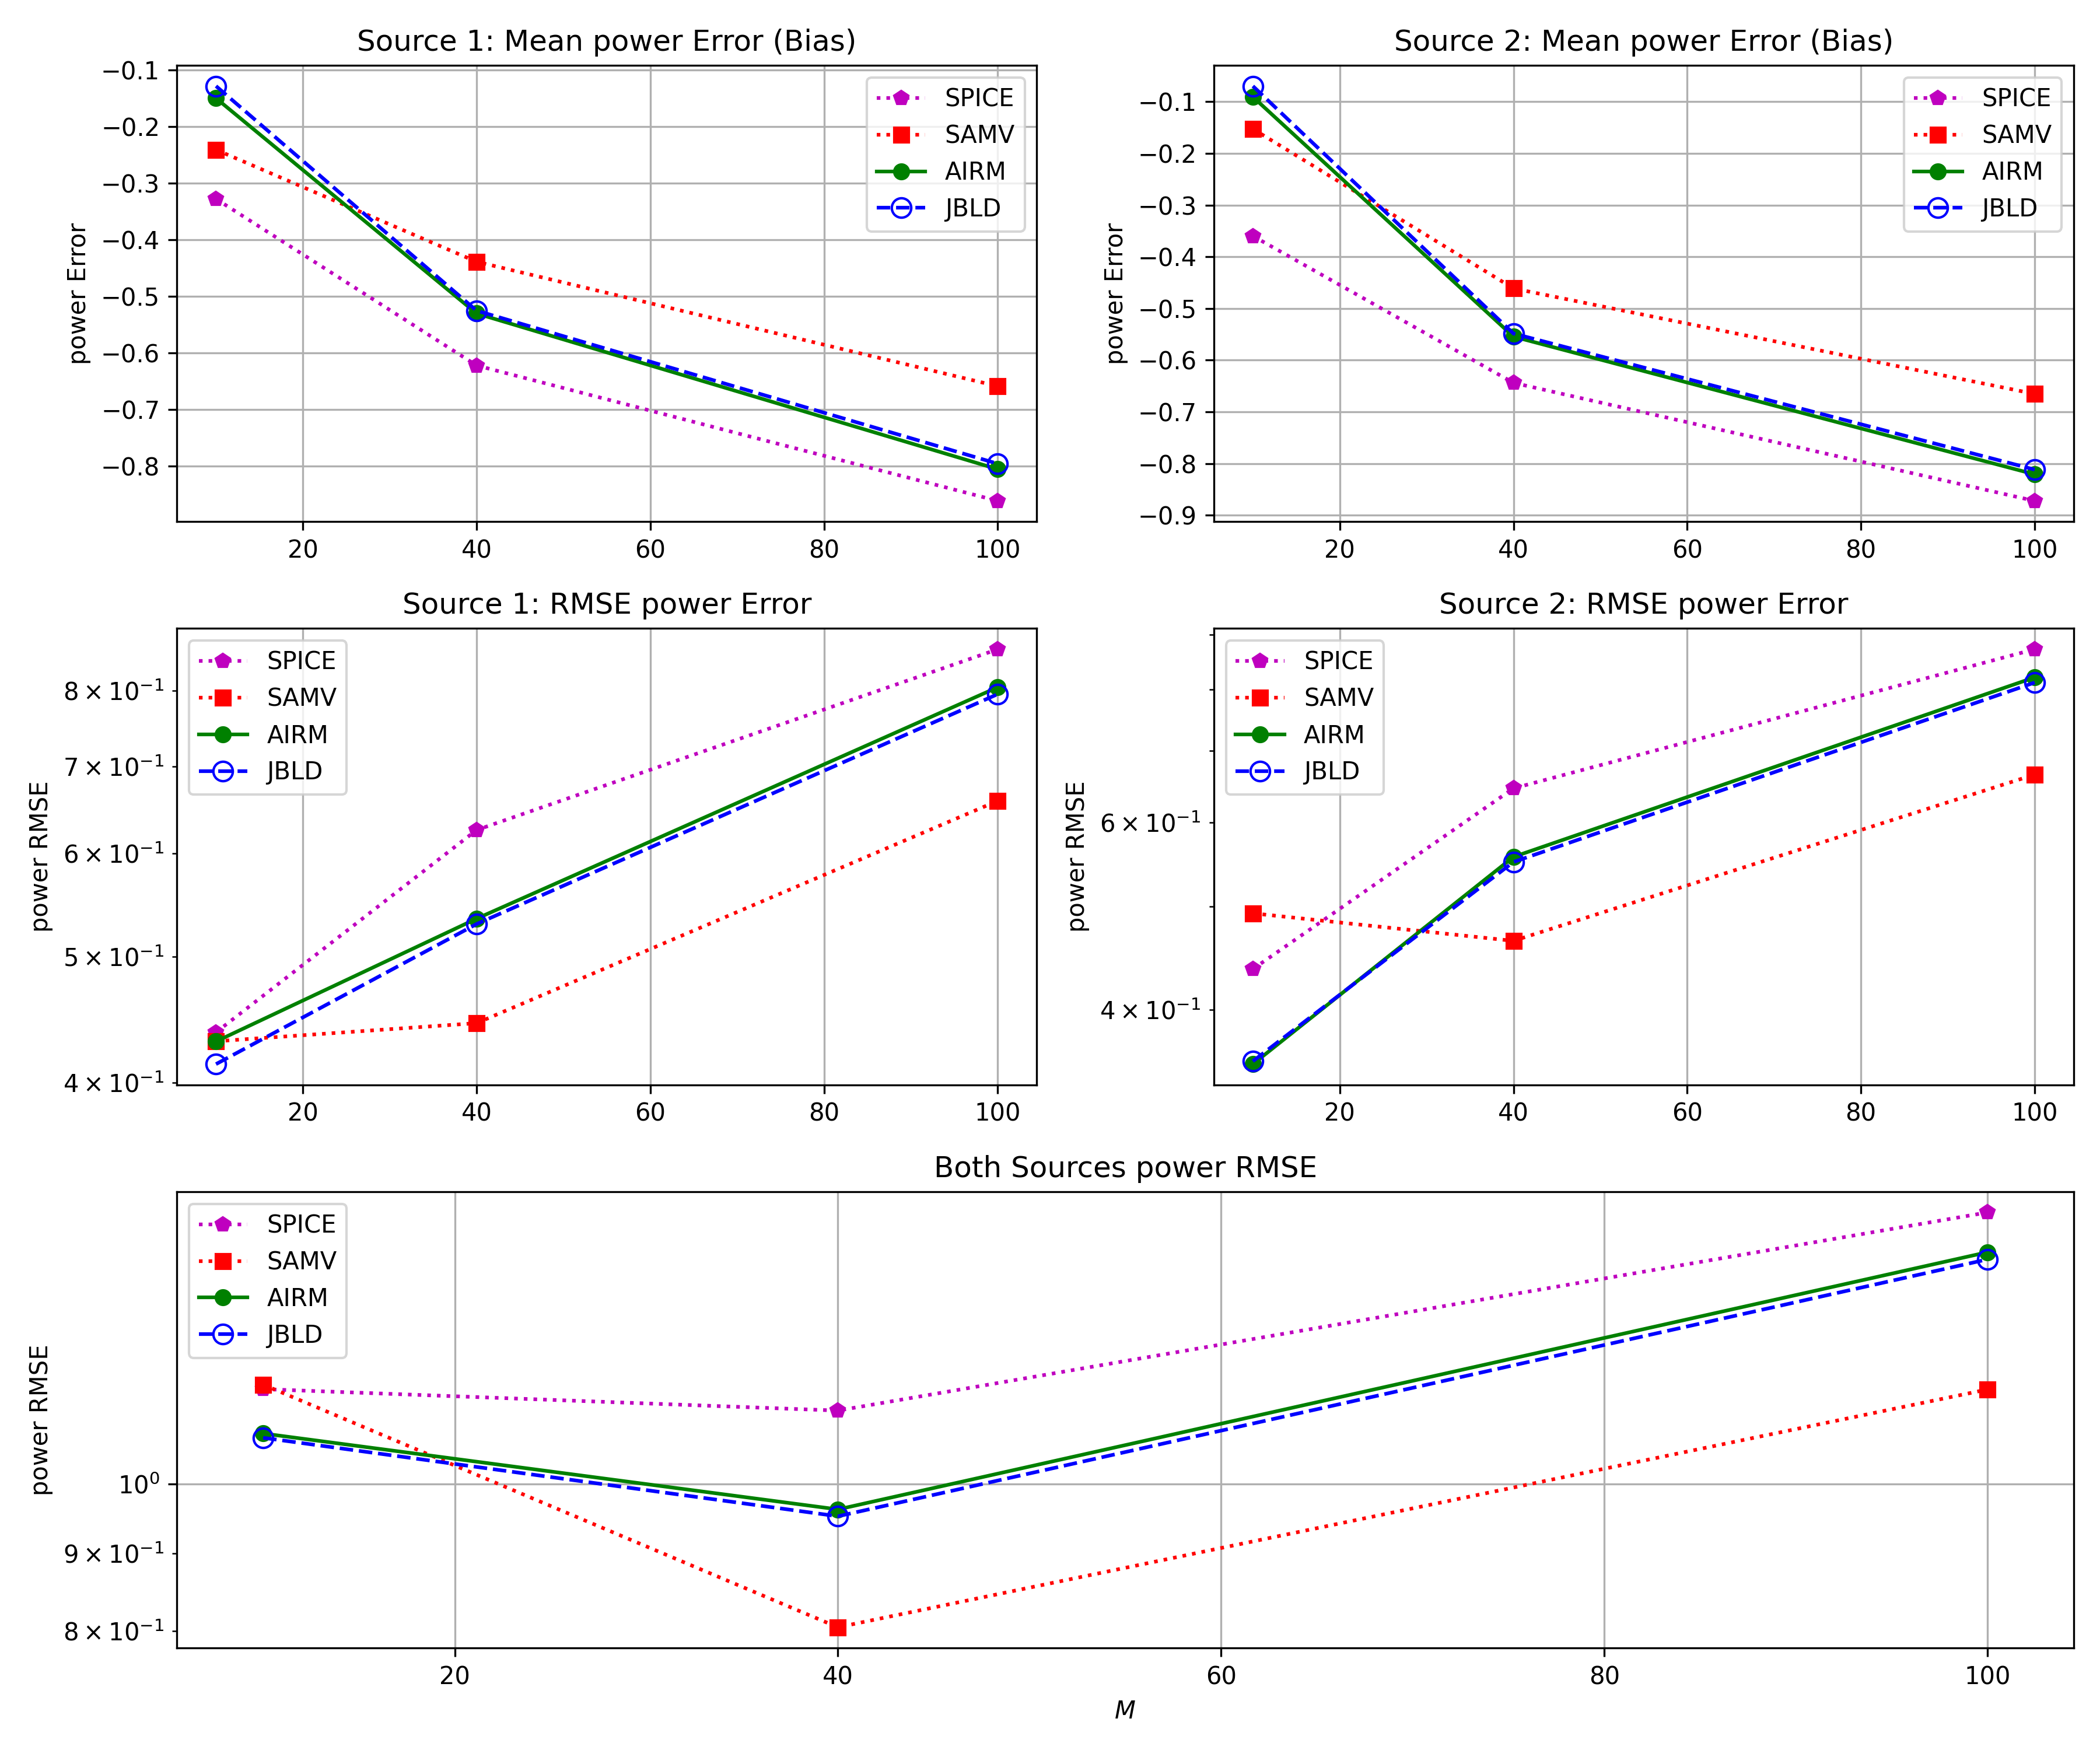 Source 1: Mean power Error (Bias)
power Error
−0.1
−0.2
−0.3
−0.4
−0.5
−0.6
−0.7
−0.8
20 40 60 80 100
SPICE
SAMV
AIRM
JBLD
Source 2: Mean power Error (Bias)
power Error
−0.1
−0.2
−0.3
−0.4
−0.5
−0.6
−0.7
−0.8
−0.9
20 40 60 80 100
SPICE
SAMV
AIRM
JBLD
Source 1: RMSE power Error
power RMSE
8 × 10⁻¹
7 × 10⁻¹
6 × 10⁻¹
5 × 10⁻¹
4 × 10⁻¹
20 40 60 80 100
SPICE
SAMV
AIRM
JBLD
Source 2: RMSE power Error
power RMSE
6 × 10⁻¹
4 × 10⁻¹
20 40 60 80 100
SPICE
SAMV
AIRM
JBLD
Both Sources power RMSE
power RMSE
10⁰
9 × 10⁻¹
8 × 10⁻¹
20 40 60 80 100
M
SPICE
SAMV
AIRM
JBLD